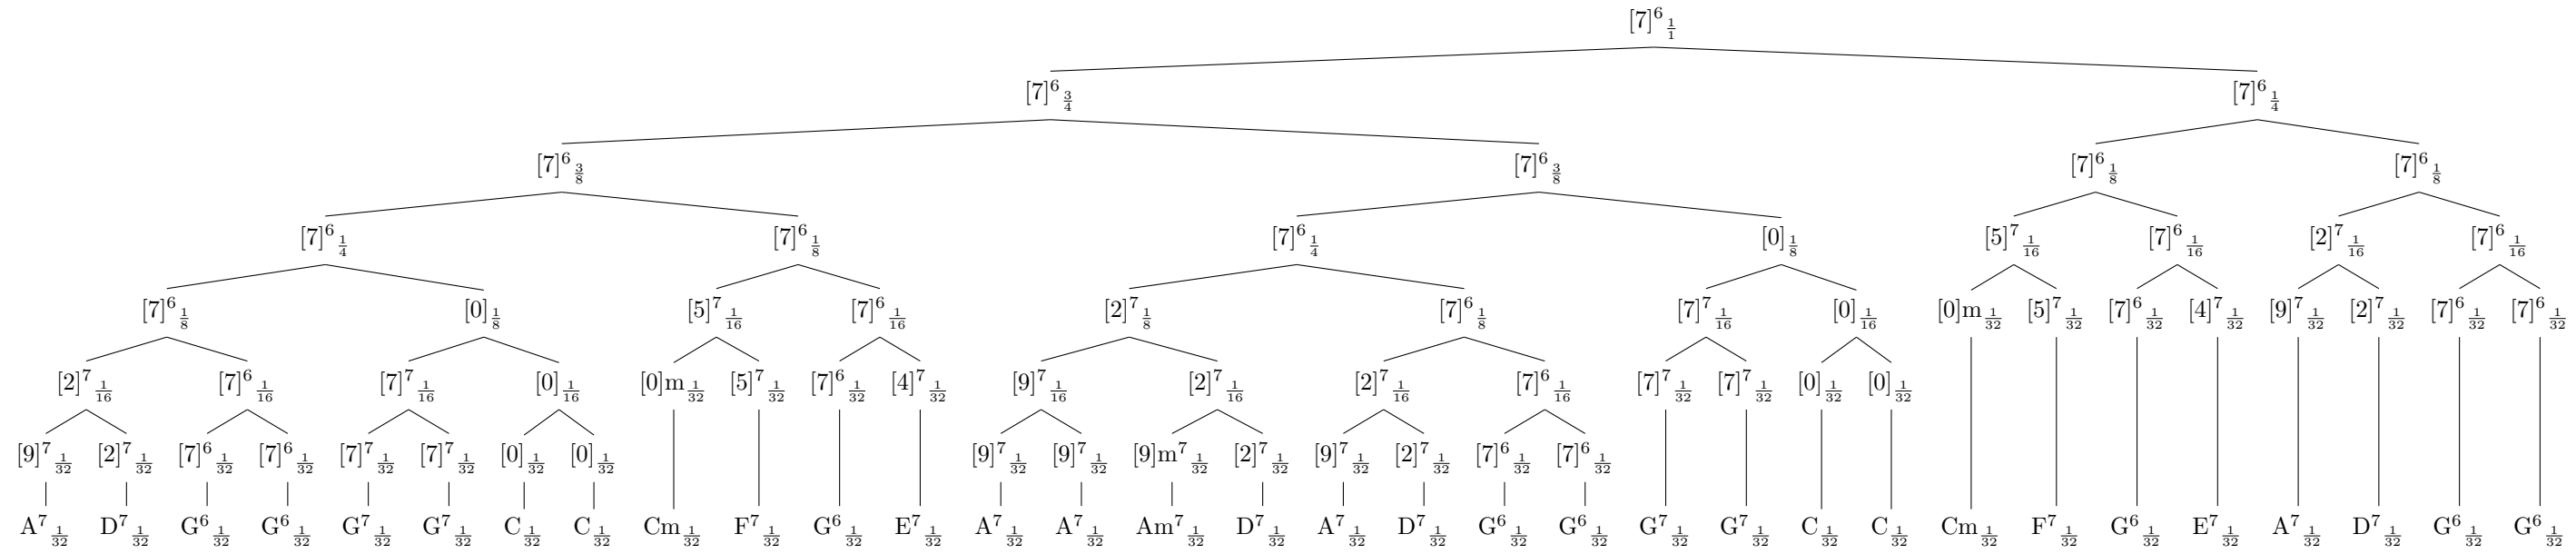 [7]⁶ 1/1
[7]⁶ 3/4 [7]⁶ 1/4
[7]⁶ 3/8 [7]⁶ 3/8 [7]⁶ 1/8 [7]⁶ 1/8
[7]⁶ 1/4 [7]⁶ 1/8 [7]⁶ 1/4 [0] 1/8 [5]⁷ 1/16 [7]⁶ 1/16 [2]⁷ 1/16 [7]⁶ 1/16
[7]⁶ 1/8 [0] 1/8 [5]⁷ 1/16 [7]⁶ 1/16 [2]⁷ 1/8 [7]⁶ 1/8 [7]⁷ 1/16 [0] 1/16 [0]m 1/32 [5]⁷ 1/32 [7]⁶ 1/32 [4]⁷ 1/32 [9]⁷ 1/32 [2]⁷ 1/32 [7]⁶ 1/32 [7]⁶ 1/32
[2]⁷ 1/16 [7]⁶ 1/16 [7]⁷ 1/16 [0] 1/16 [0]m 1/32 [5]⁷ 1/32 [7]⁶ 1/32 [4]⁷ 1/32 [9]⁷ 1/16 [2]⁷ 1/16 [2]⁷ 1/16 [7]⁶ 1/16 [7]⁷ 1/32 [7]⁷ 1/32 [0] 1/32 [0] 1/32
[9]⁷ 1/32 [2]⁷ 1/32 [7]⁶ 1/32 [7]⁶ 1/32 [7]⁷ 1/32 [7]⁷ 1/32 [0] 1/32 [0] 1/32 [9]⁷ 1/32 [9]⁷ 1/32 [9]m⁷ 1/32 [2]⁷ 1/32 [9]⁷ 1/32 [2]⁷ 1/32 [7]⁶ 1/32 [7]⁶ 1/32
A⁷ 1/32 D⁷ 1/32 G⁶ 1/32 G⁶ 1/32 G⁷ 1/32 G⁷ 1/32 C 1/32 C 1/32 Cm 1/32 F⁷ 1/32 G⁶ 1/32 E⁷ 1/32 A⁷ 1/32 A⁷ 1/32 Am⁷ 1/32 D⁷ 1/32 A⁷ 1/32 D⁷ 1/32 G⁶ 1/32 G⁶ 1/32 G⁷ 1/32 G⁷ 1/32 C 1/32 C 1/32 Cm 1/32 F⁷ 1/32 G⁶ 1/32 E⁷ 1/32 A⁷ 1/32 D⁷ 1/32 G⁶ 1/32 G⁶ 1/32